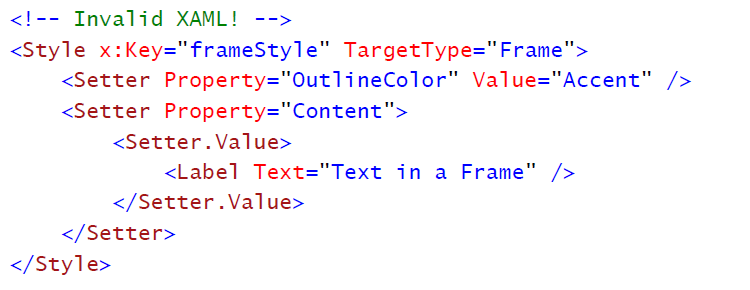 <!-- Invalid XAML! -->
<Style x:Key="frameStyle" TargetType="Frame">
    <Setter Property="OutlineColor" Value="Accent" />
    <Setter Property="Content">
        <Setter.Value>
            <Label Text="Text in a Frame" />
        </Setter.Value>
    </Setter>
</Style>